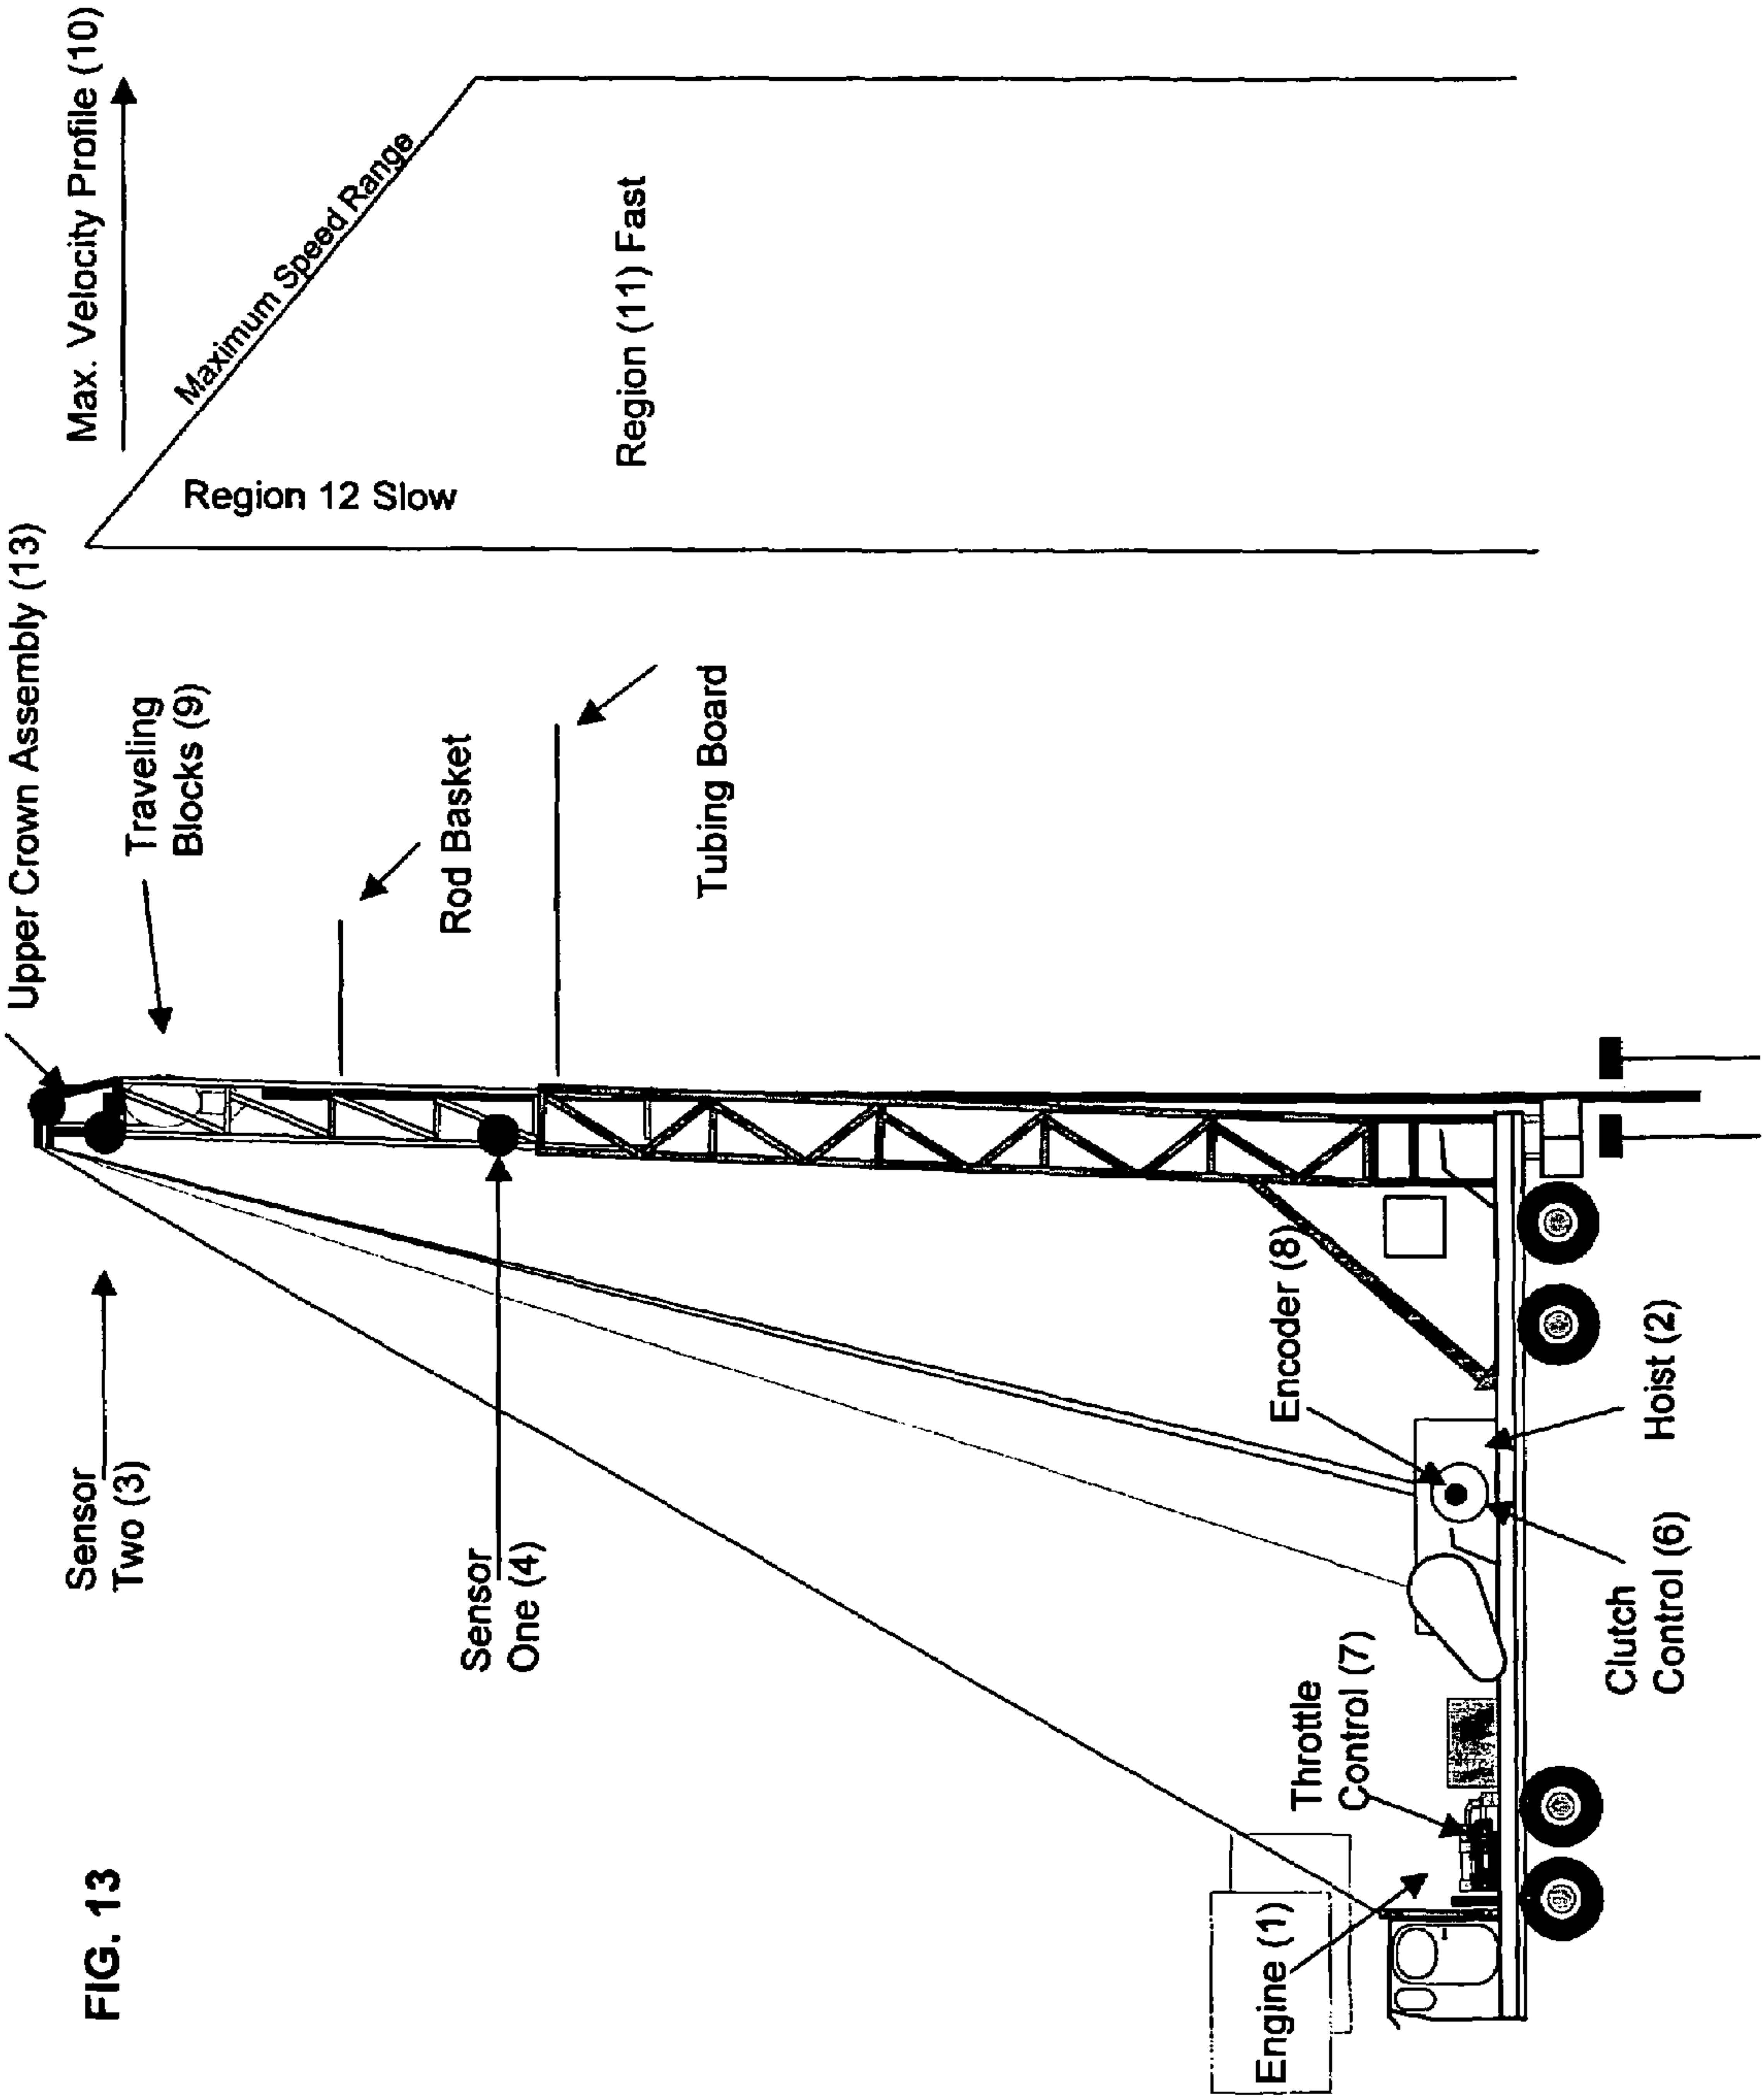 FIG. 13
Upper Crown Assembly (13)
Max. Velocity Profile (10)
Sensor
Two (3)
Traveling
Blocks (9)
Maximum Speed Range
Region 12 Slow
Rod Basket
Sensor
One (4)
Region (11) Fast
Tubing Board
Engine (1)
Throttle
Control (7)
Encoder (8)
Clutch
Control (6)
Hoist (2)